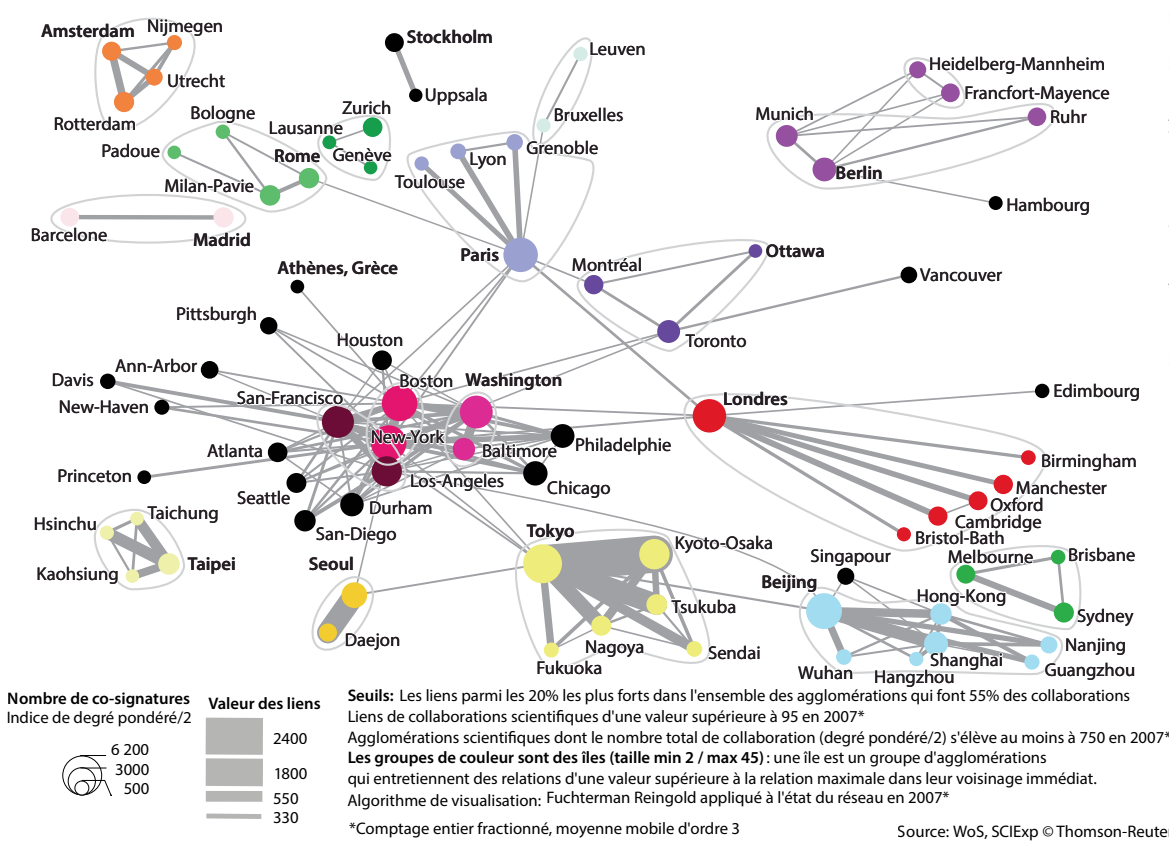 Amsterdam
Nijmegen
Utrecht
Rotterdam
Stockholm
Uppsala
Leuven
Bruxelles
Heidelberg-Mannheim
Francfort-Mayence
Munich
Ruhr
Berlin
Hambourg
Bologne
Padoue
Rome
Milan-Pavie
Zurich
Lausanne
Genève
Lyon
Grenoble
Toulouse
Barcelone
Madrid
Paris
Montréal
Ottawa
Toronto
Vancouver
Athènes, Grèce
Pittsburgh
Houston
Ann-Arbor
Davis
New-Haven
San-Francisco
Boston
Washington
New-York
Baltimore
Philadelphie
Atlanta
Princeton
Los-Angeles
Chicago
Seattle
Durham
San-Diego
Londres
Edimbourg
Birmingham
Manchester
Oxford
Cambridge
Bristol-Bath
Hsinchu
Taichung
Kaohsiung
Taipei
Seoul
Daejon
Tokyo
Kyoto-Osaka
Tsukuba
Nagoya
Sendai
Fukuoka
Singapour
Beijing
Hong-Kong
Melbourne
Brisbane
Sydney
Nanjing
Shanghai
Guangzhou
Wuhan
Hangzhou
Nombre de co-signatures
Indice de degré pondéré/2
6 200
3000
500
Valeur des liens
2400
1800
550
330
Seuils: Les liens parmi les 20% les plus forts dans l'ensemble des agglomérations qui font 55% des collaborations
Liens de collaborations scientifiques d'une valeur supérieure à 95 en 2007*
Agglomérations scientifiques dont le nombre total de collaboration (degré pondéré/2) s'élève au moins à 750 en 2007*
Les groupes de couleur sont des îles (taille min 2 / max 45) : une île est un groupe d'agglomérations
qui entretiennent des relations d'une valeur supérieure à la relation maximale dans leur voisinage immédiat.
Algorithme de visualisation: Fuchterman Reingold appliqué à l'état du réseau en 2007*
*Comptage entier fractionné, moyenne mobile d'ordre 3
Source: WoS, SCIExp © Thomson-Reuter